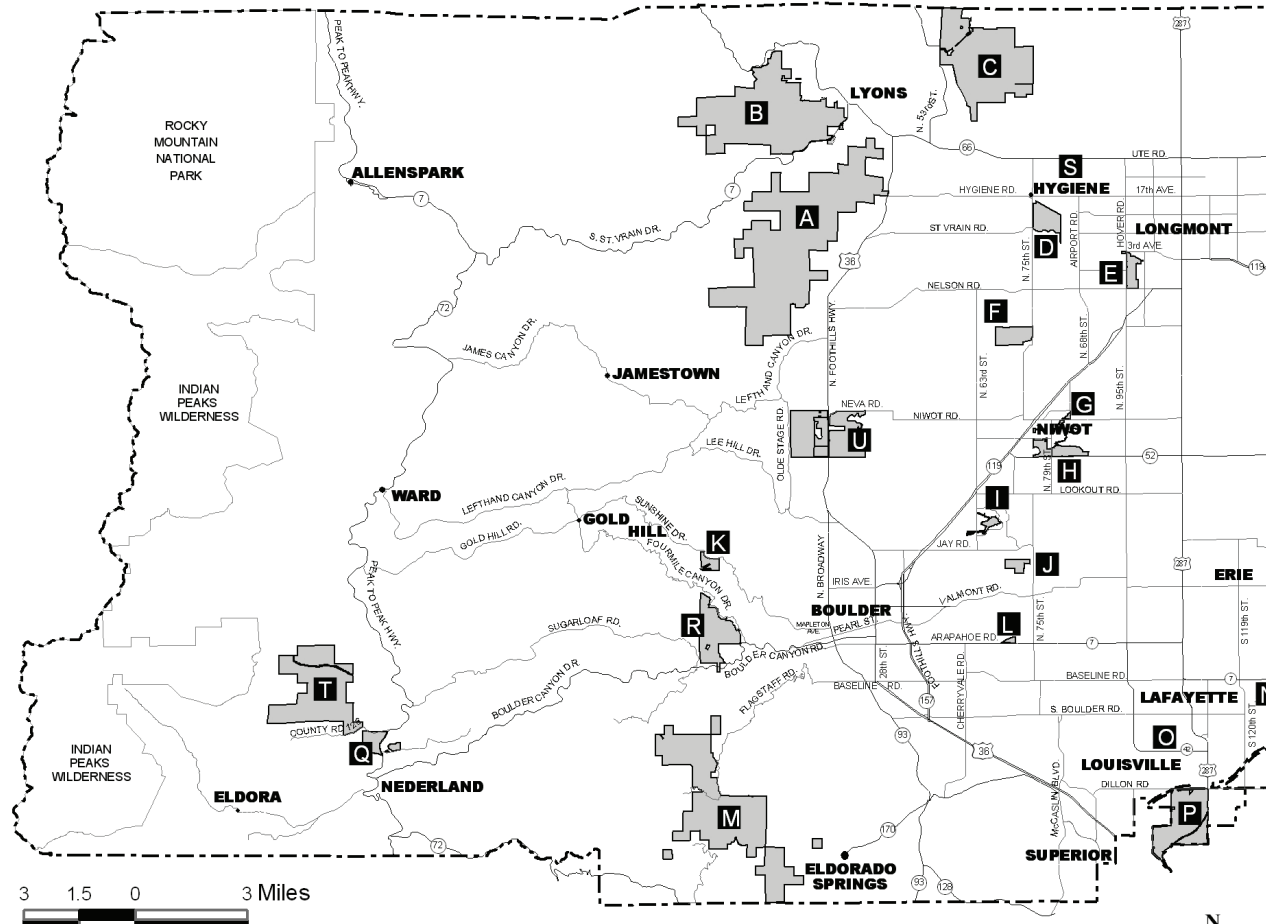 287
PEAK TO PEAK HWY.
C
B
LYONS
N. 53rd ST.
ROCKY
MOUNTAIN
NATIONAL
PARK
66
UTE RD.
S
ALLENSPARK
7
7
HYGIENE RD.
HYGIENE
17th AVE.
A
S. ST. VRAIN DR.
ST VRAIN RD.
D
N. 75th ST.
AIRPORT RD.
HOVER RD.
LONGMONT
3rd AVE.
36
E
119
NELSON RD.
72
F
JAMES CANYON DR.
N. FOOTHILLS HWY.
N. 63rd ST.
N. 68th ST.
N. 95th ST.
LEFTHAND CANYON DR.
JAMESTOWN
INDIAN
PEAKS
WILDERNESS
NEVA RD.
NIWOT RD.
G
NIWOT
OLDE STAGE RD.
U
LEE HILL DR.
52
119
N. 79th ST.
H
LOOKOUT RD.
WARD
LEFTHAND CANYON DR.
I
GOLD
HILL
SUNSHINE DR.
GOLD HILL RD.
FOURMILE CANYON DR.
K
N. BROADWAY
JAY RD.
J
287
ERIE
IRIS AVE.
PEAK TO PEAK HWY.
VALMONT RD.
BOULDER
MAPLETON
AVE.
PEARL ST.
R
SUGARLOAF RD.
L
N. 75th ST.
S 119th ST.
ARAPAHOE RD.
7
BOULDER CANYON RD.
28th ST.
FOOTHILLS HWY.
CHERRYVALE RD.
BOULDER CANYON DR
FLAGSTAFF RD.
BASELINE RD.
BASELINE RD.
7
T
157
LAFAYETTE
N
S. BOULDER RD.
S 120th ST.
COUNTY RD 126
93
36
O
42
Q
INDIAN
PEAKS
WILDERNESS
LOUISVILLE
287
NEDERLAND
McCASLIN BLVD.
DILLON RD
ELDORA
M
P
170
72
SUPERIOR
ELDORADO
SPRINGS
93
128
3 1.5 0 3 Miles
N